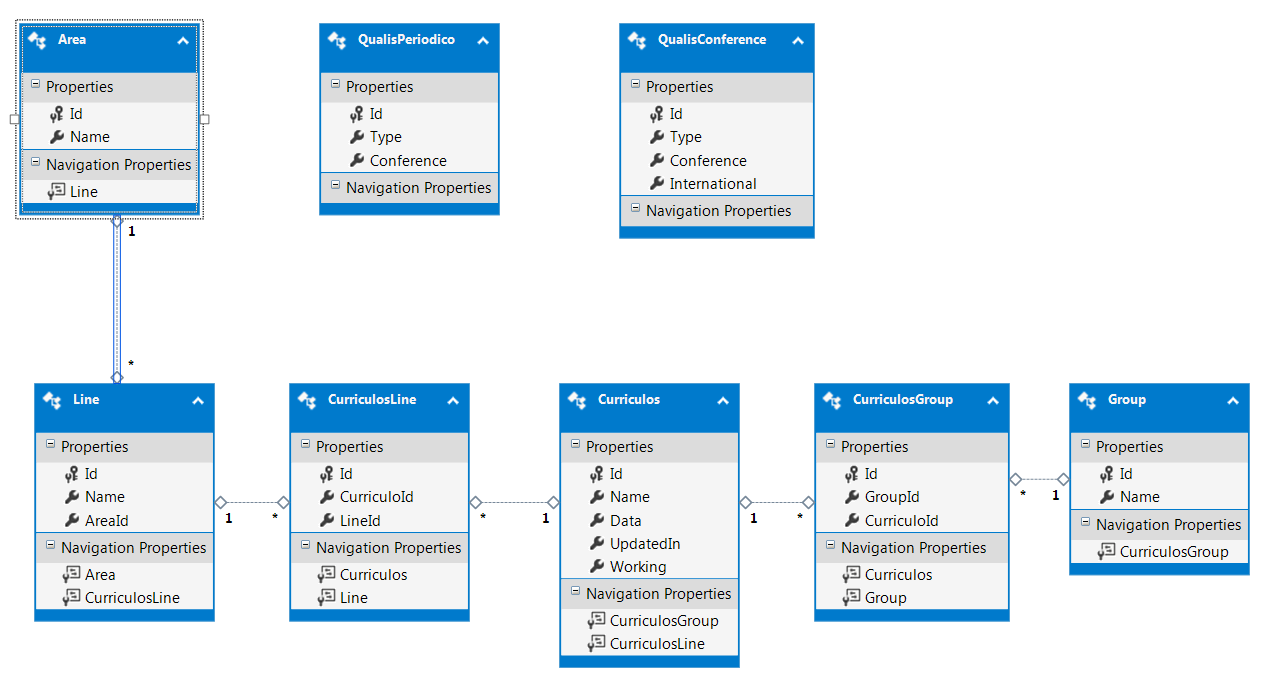 Area
Properties
Id
Name
Navigation Properties
Line
QualisPeriodico
Properties
Id
Type
Conference
Navigation Properties
QualisConference
Properties
Id
Type
Conference
International
Navigation Properties
1
*
Line
Properties
Id
Name
AreaId
Navigation Properties
Area
CurriculosLine
1
*
CurriculosLine
Properties
Id
CurriculoId
LineId
Navigation Properties
Curriculos
Line
*
1
Curriculos
Properties
Id
Name
Data
UpdatedIn
Working
Navigation Properties
CurriculosGroup
CurriculosLine
1
*
CurriculosGroup
Properties
Id
GroupId
CurriculoId
Navigation Properties
Curriculos
Group
*
1
Group
Properties
Id
Name
Navigation Properties
CurriculosGroup